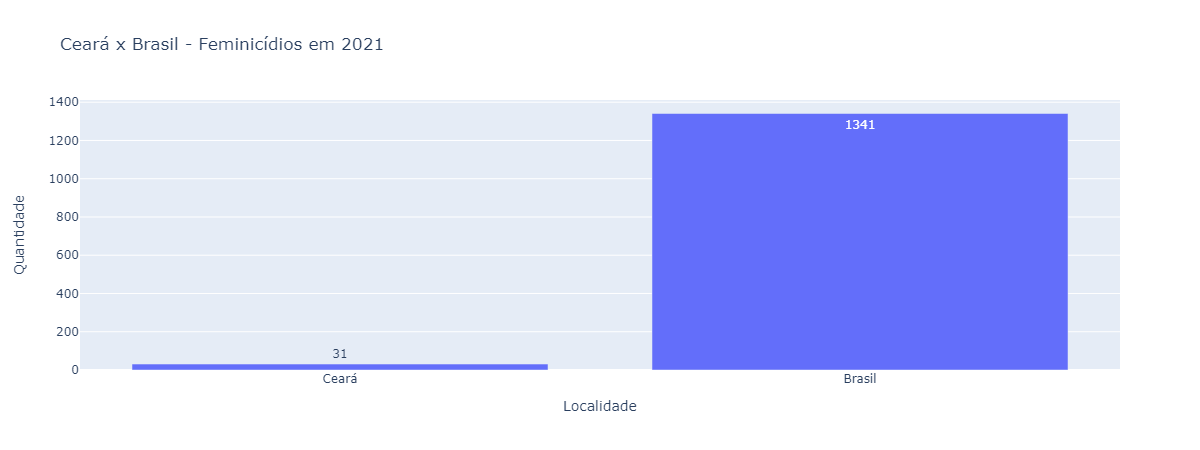 Ceará x Brasil - Feminicídios em 2021
1400
1200
1000
800
600
400
200
0
Quantidade
31
1341
Ceará
Brasil
Localidade